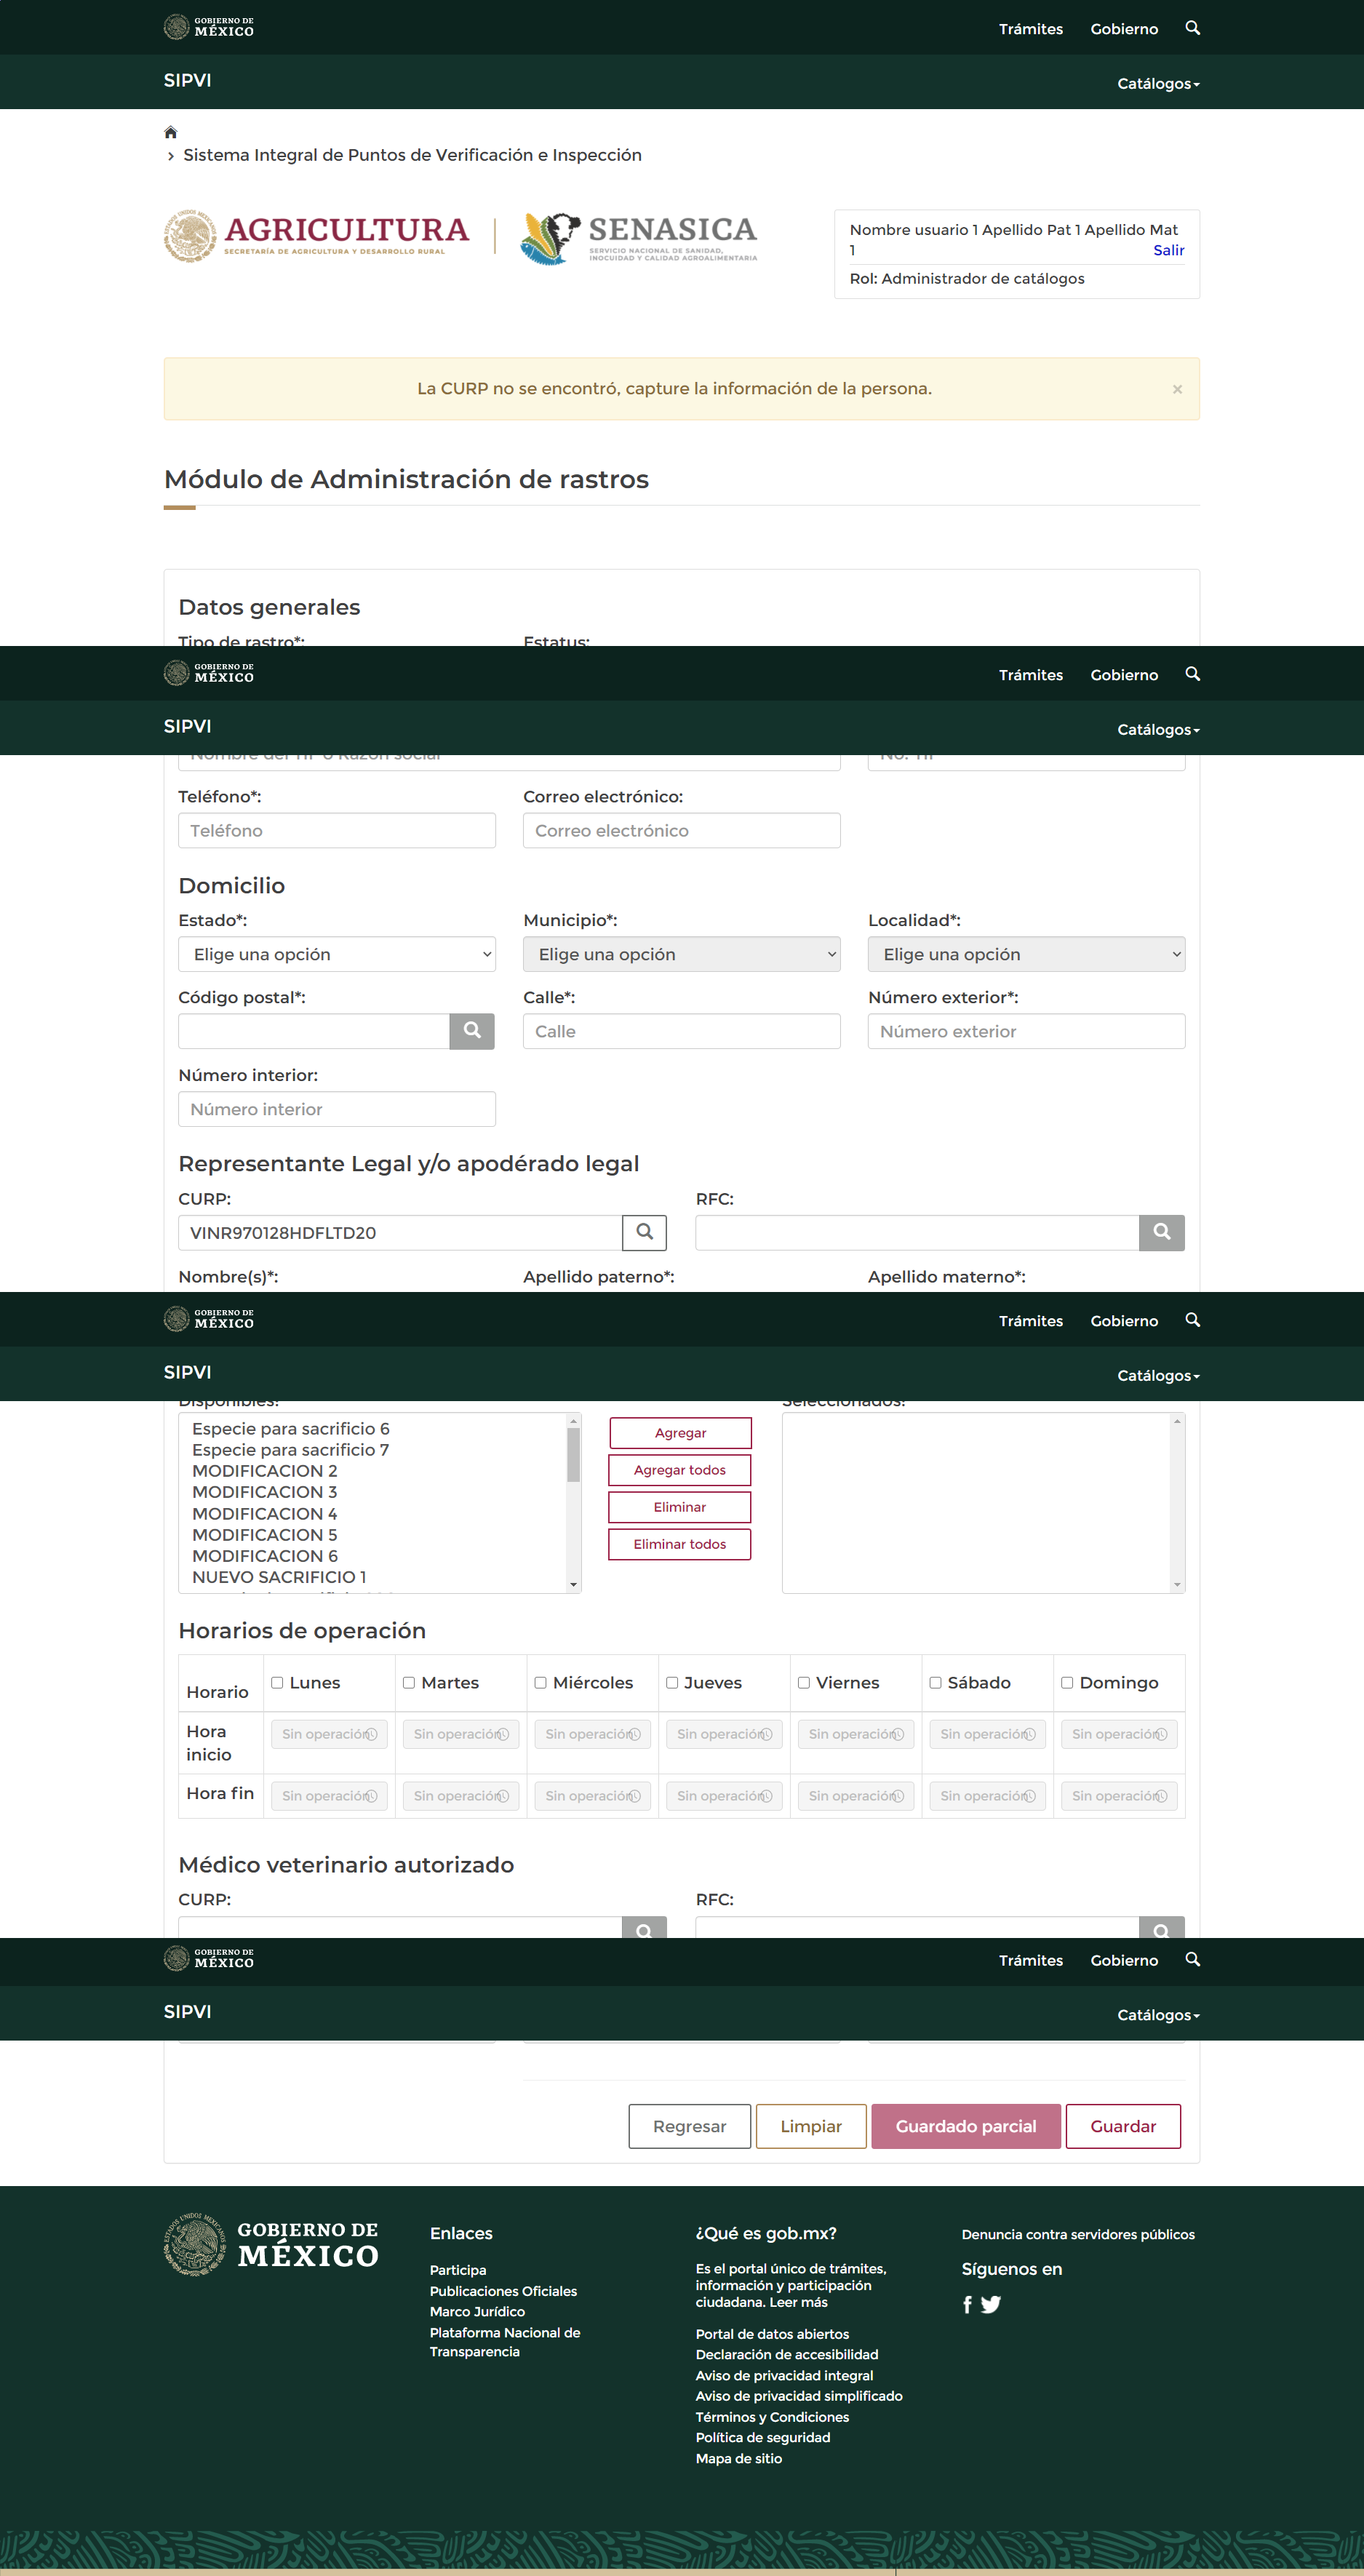 GOBIERNO DE
MÉXICO
Trámites Gobierno
SIPVI
Catálogos
> Sistema Integral de Puntos de Verificación e Inspección
AGRICULTURA
SECRETARÍA DE AGRICULTURA Y DESARROLLO RURAL
SENASICA
SERVICIO NACIONAL DE SANIDAD,
INOCUIDAD Y CALIDAD AGROALIMENTARIA
Nombre usuario 1 Apellido Pat 1 Apellido Mat
1 Salir
Rol: Administrador de catálogos
La CURP no se encontró, capture la información de la persona. ×
Módulo de Administración de rastros
Datos generales
Tipo de rastro*: Estatus:
GOBIERNO DE
MÉXICO
Trámites Gobierno
SIPVI
Catálogos
Nombre del TIF o Razón social No. TIF
Teléfono*: Correo electrónico:
Teléfono Correo electrónico
Domicilio
Estado*: Municipio*: Localidad*:
Elige una opción Elige una opción Elige una opción
Código postal*: Calle*: Número exterior*:
Calle Número exterior
Número interior:
Número interior
Representante Legal y/o apodérado legal
CURP: RFC:
VINR970128HDFLTD20
Nombre(s)*: Apellido paterno*: Apellido materno*:
GOBIERNO DE
MÉXICO
Trámites Gobierno
SIPVI
Catálogos
Disponibles: Seleccionados:
Especie para sacrificio 6
Especie para sacrificio 7
MODIFICACION 2
MODIFICACION 3
MODIFICACION 4
MODIFICACION 5
MODIFICACION 6
NUEVO SACRIFICIO 1
Agregar
Agregar todos
Eliminar
Eliminar todos
Horarios de operación
Horario Lunes Martes Miércoles Jueves Viernes Sábado Domingo
Hora inicio Sin operación Sin operación Sin operación Sin operación Sin operación Sin operación Sin operación
Hora fin Sin operación Sin operación Sin operación Sin operación Sin operación Sin operación Sin operación
Médico veterinario autorizado
CURP: RFC:
GOBIERNO DE
MÉXICO
Trámites Gobierno
SIPVI
Catálogos
Regresar Limpiar Guardado parcial Guardar
ESTADOS UNIDOS MEXICANOS
GOBIERNO DE
MÉXICO
Enlaces
Participa
Publicaciones Oficiales
Marco Jurídico
Plataforma Nacional de
Transparencia
¿Qué es gob.mx?
Es el portal único de trámites,
información y participación
ciudadana. Leer más
Portal de datos abiertos
Declaración de accesibilidad
Aviso de privacidad integral
Aviso de privacidad simplificado
Términos y Condiciones
Política de seguridad
Mapa de sitio
Denuncia contra servidores públicos
Síguenos en